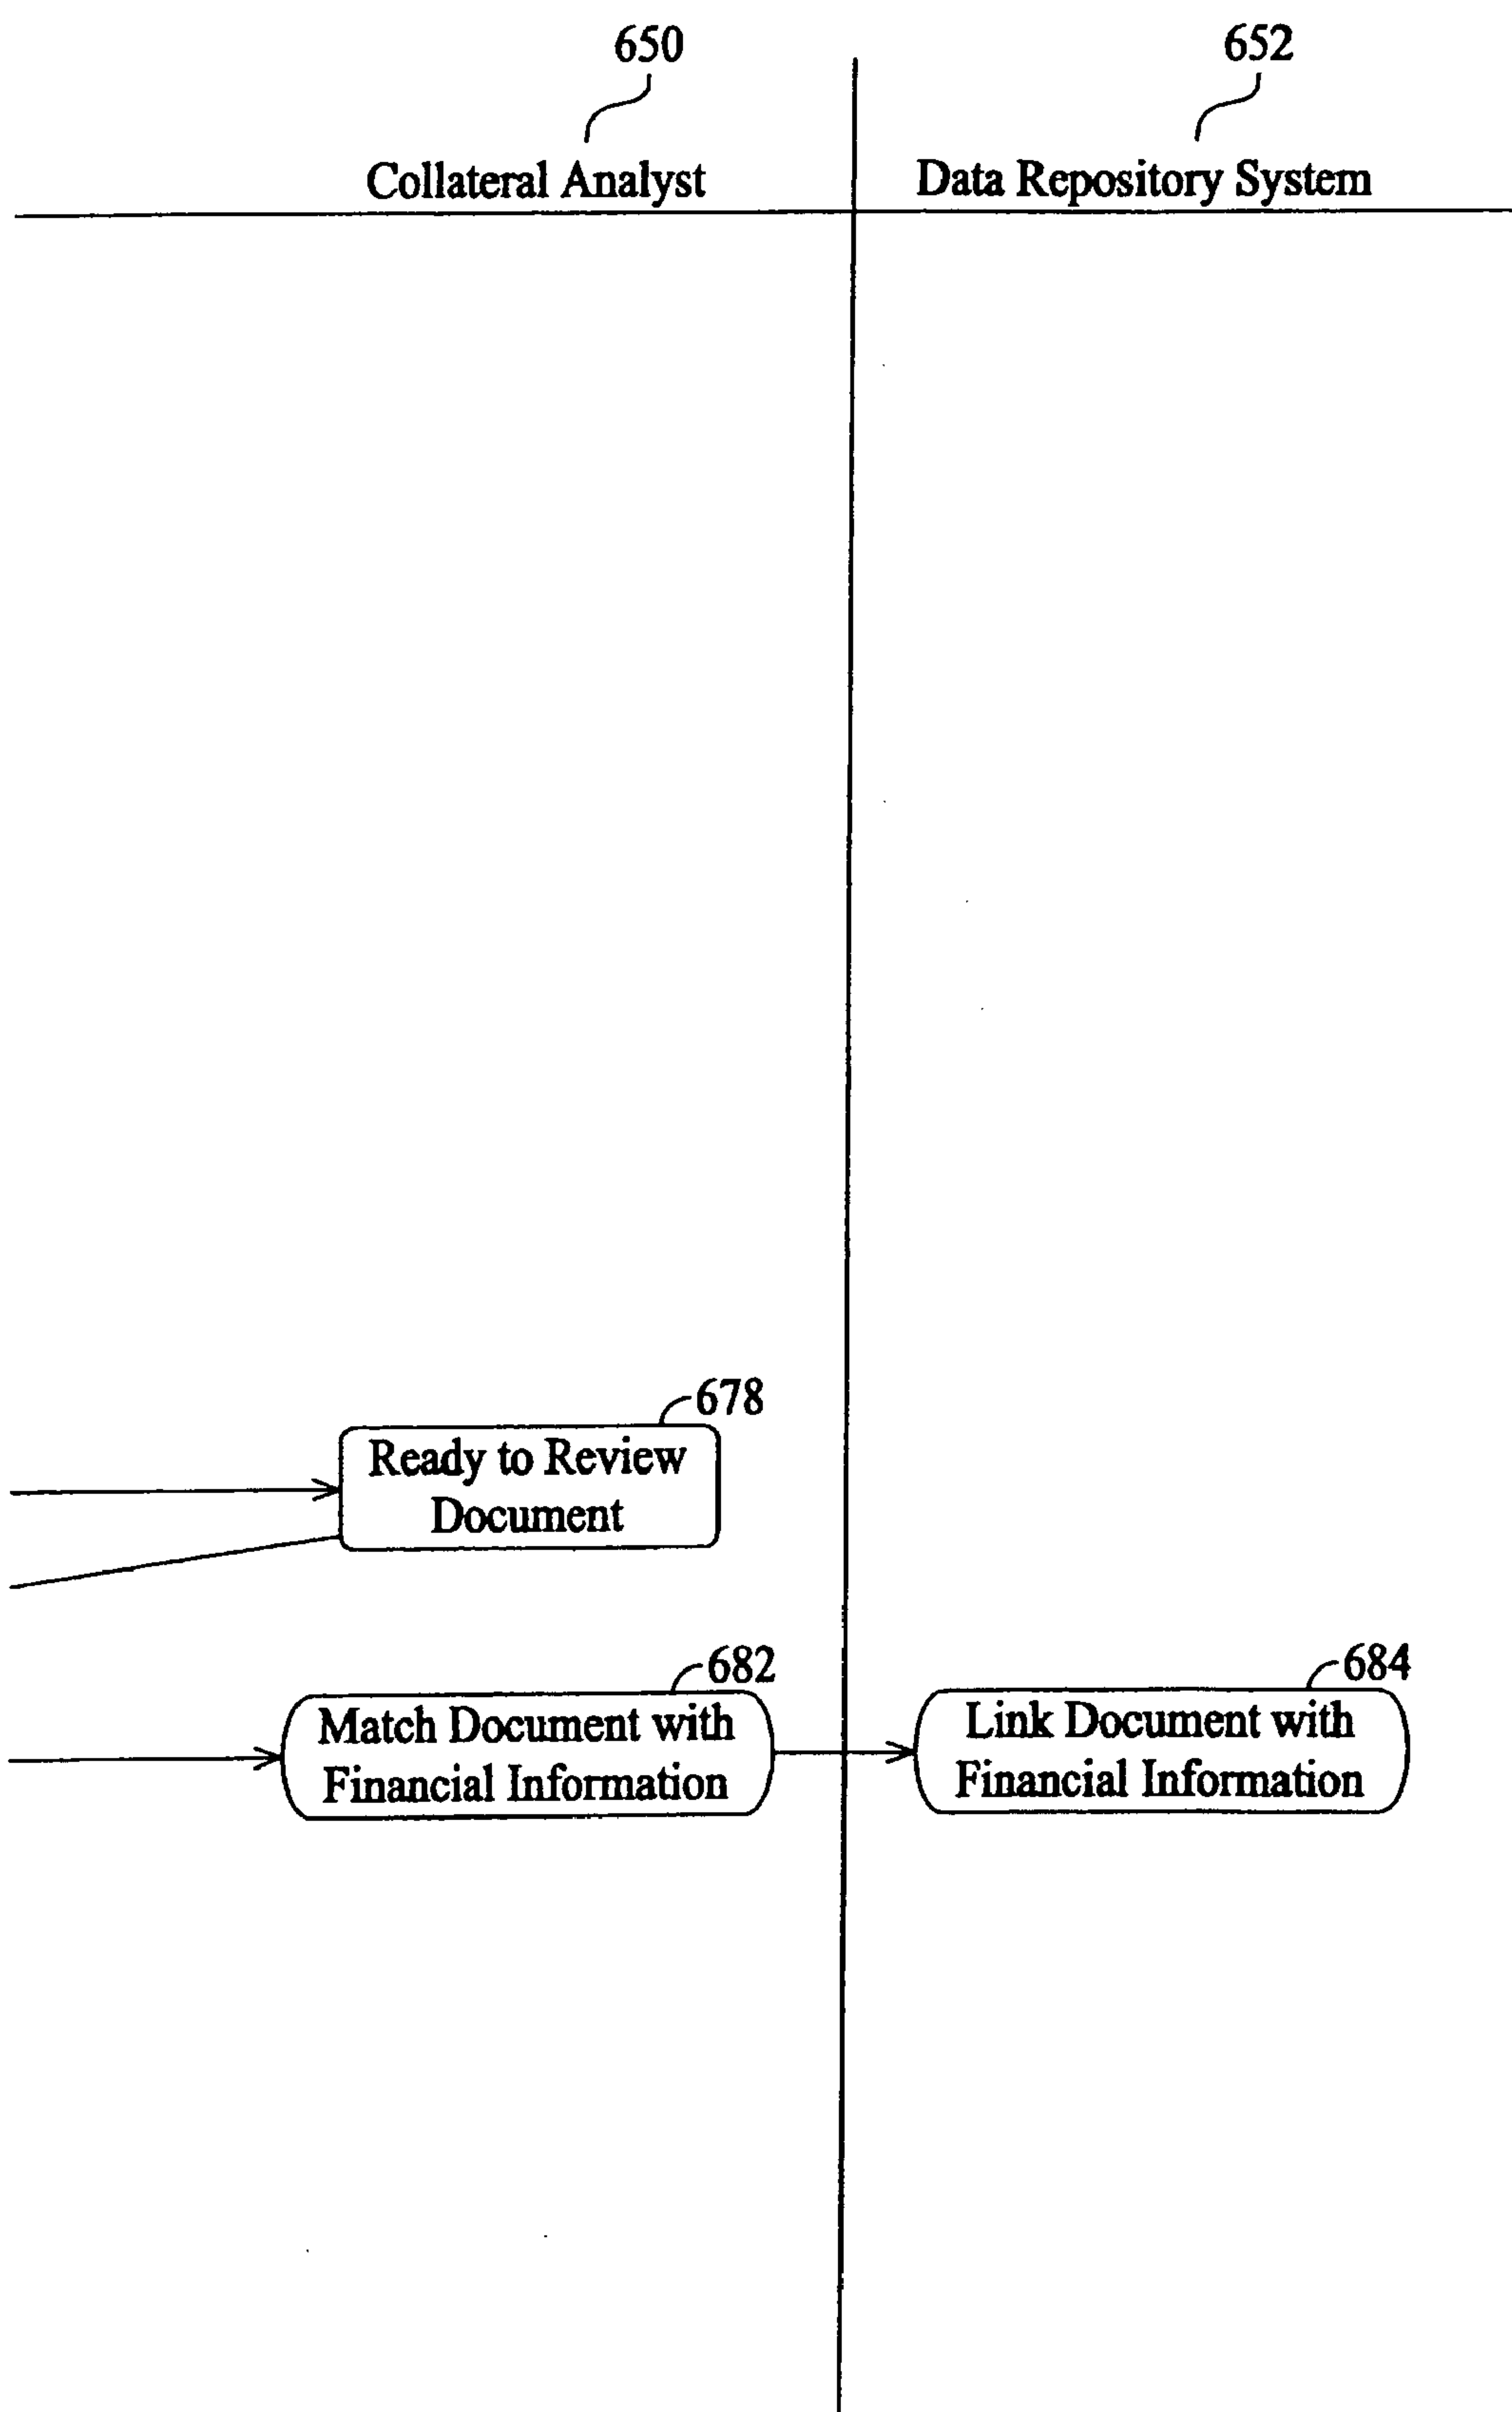 650
652
Collateral Analyst
Data Repository System
678
Ready to Review
Document
682
Match Document with
Financial Information
684
Link Document with
Financial Information